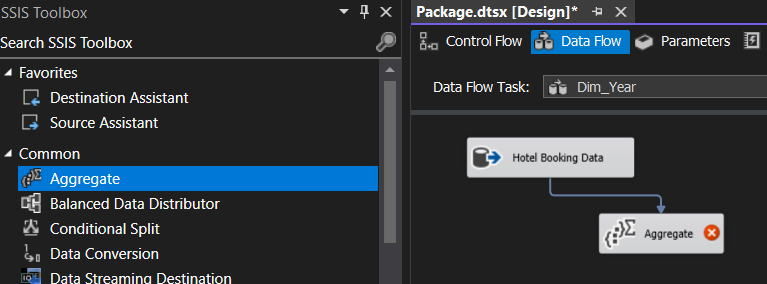 SSIS Toolbox
Search SSIS Toolbox
Favorites
Destination Assistant
Source Assistant
Common
Aggregate
Balanced Data Distributor
Conditional Split
Data Conversion
Data Streaming Destination
Package.dtsx [Design]*
Control Flow
Data Flow
Parameters
Data Flow Task:
Dim_Year
Hotel Booking Data
Aggregate